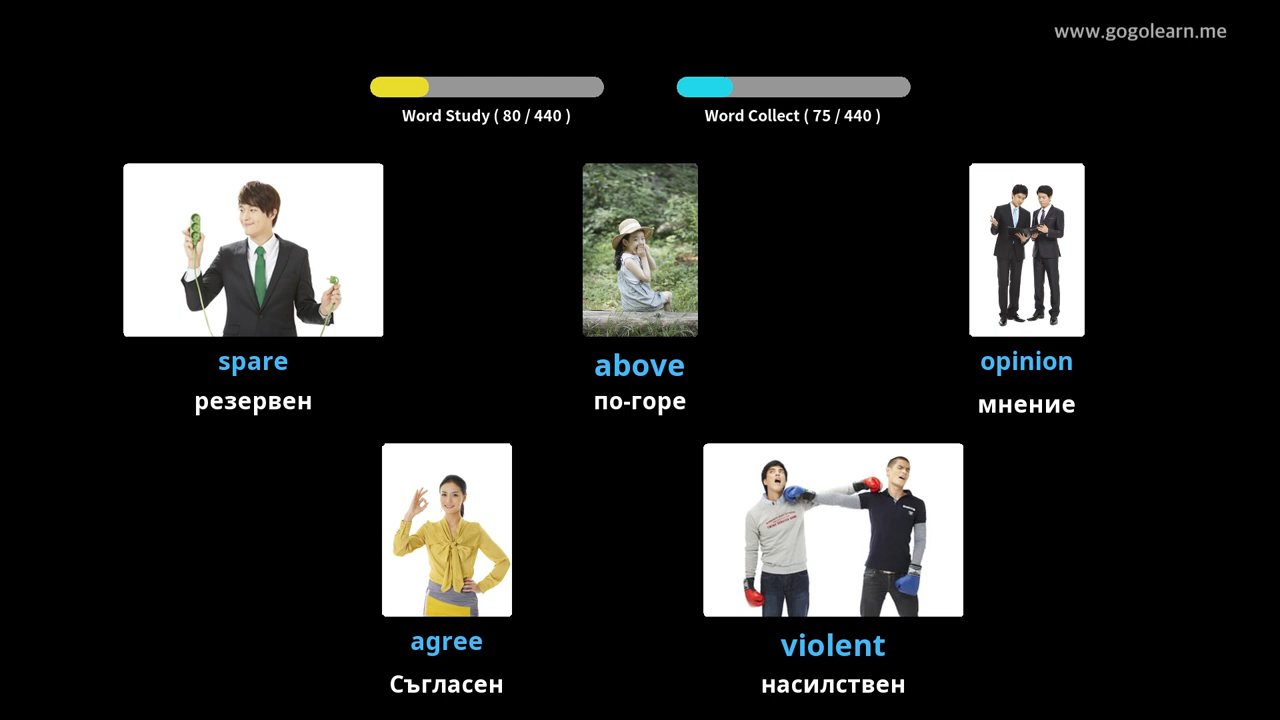 www.gogolearn.me
Word Study ( 80 / 440 )
Word Collect ( 75 / 440 )
spare
резервен
above
по-горе
opinion
мнение
agree
Съгласен
violent
насилствен